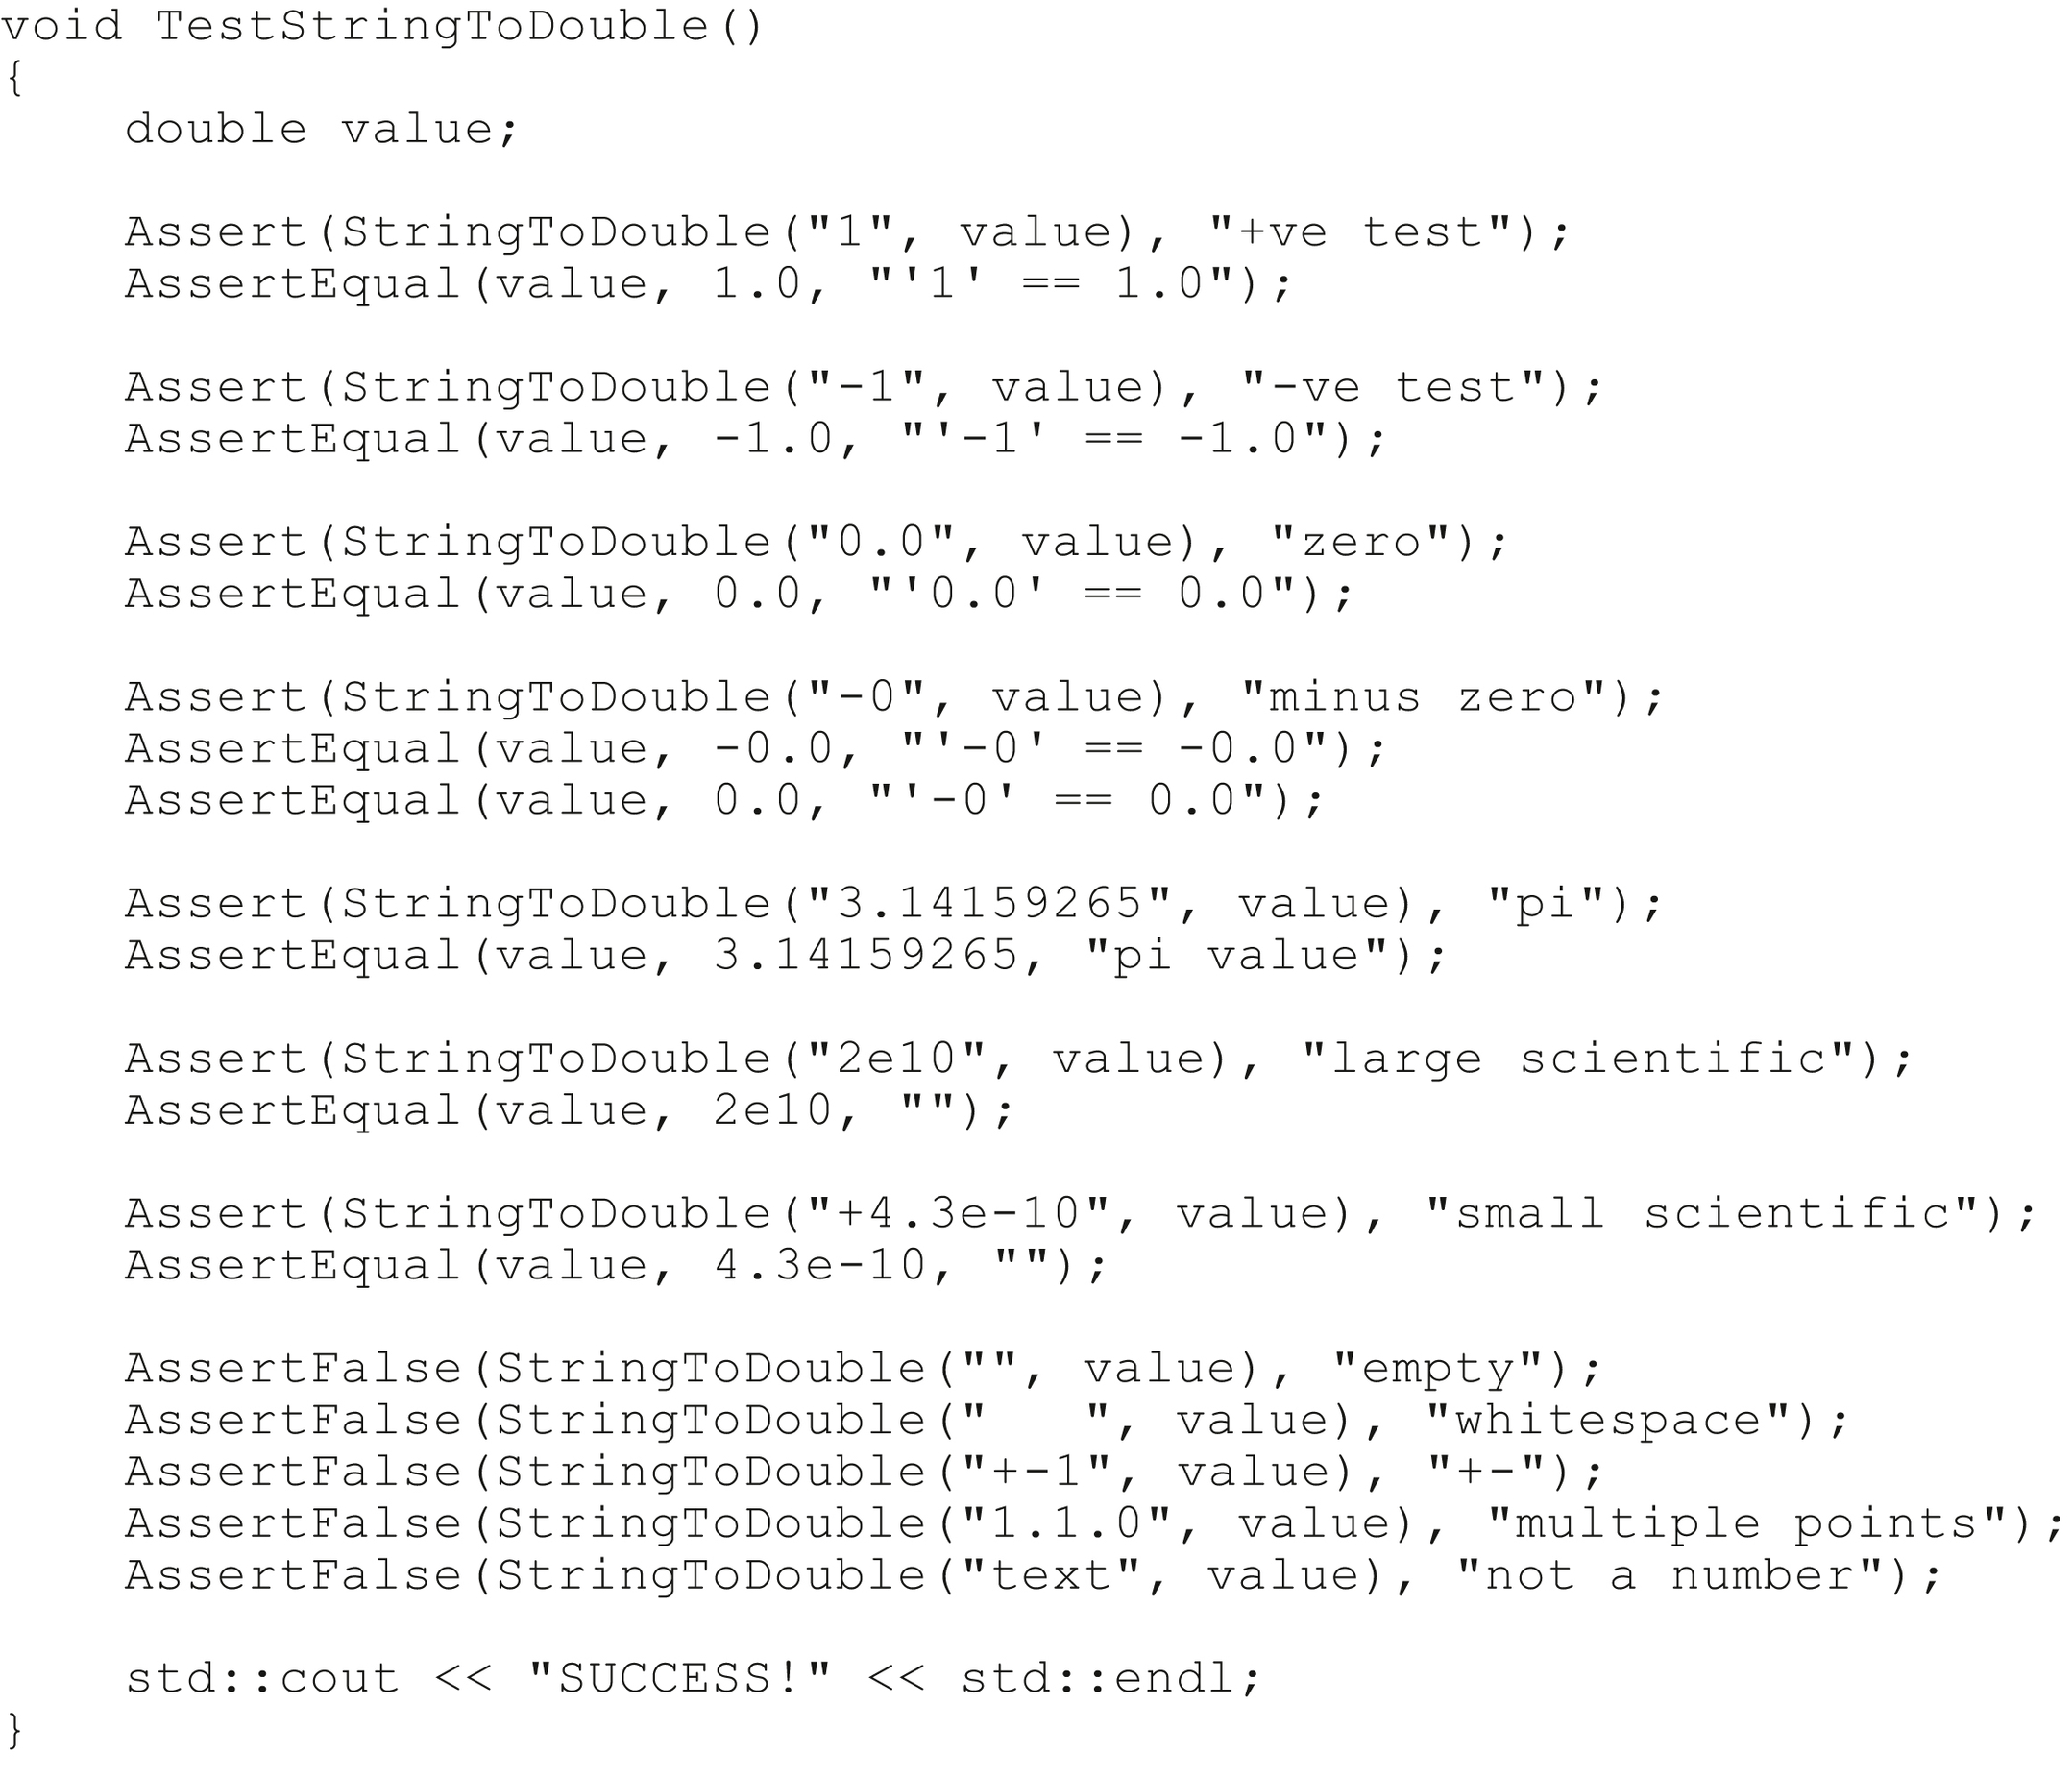 void TestStringToDouble()
{
    double value;

    Assert(StringToDouble("1", value), "+ve test");
    AssertEqual(value, 1.0, "'1' == 1.0");

    Assert(StringToDouble("-1", value), "-ve test");
    AssertEqual(value, -1.0, "'-1' == -1.0");

    Assert(StringToDouble("0.0", value), "zero");
    AssertEqual(value, 0.0, "'0.0' == 0.0");

    Assert(StringToDouble("-0", value), "minus zero");
    AssertEqual(value, -0.0, "'-0' == -0.0");
    AssertEqual(value, 0.0, "'-0' == 0.0");

    Assert(StringToDouble("3.14159265", value), "pi");
    AssertEqual(value, 3.14159265, "pi value");

    Assert(StringToDouble("2e10", value), "large scientific");
    AssertEqual(value, 2e10, "");

    Assert(StringToDouble("+4.3e-10", value), "small scientific");
    AssertEqual(value, 4.3e-10, "");

    AssertFalse(StringToDouble("", value), "empty");
    AssertFalse(StringToDouble("   ", value), "whitespace");
    AssertFalse(StringToDouble("+-1", value), "+-");
    AssertFalse(StringToDouble("1.1.0", value), "multiple points");
    AssertFalse(StringToDouble("text", value), "not a number");

    std::cout << "SUCCESS!" << std::endl;
}